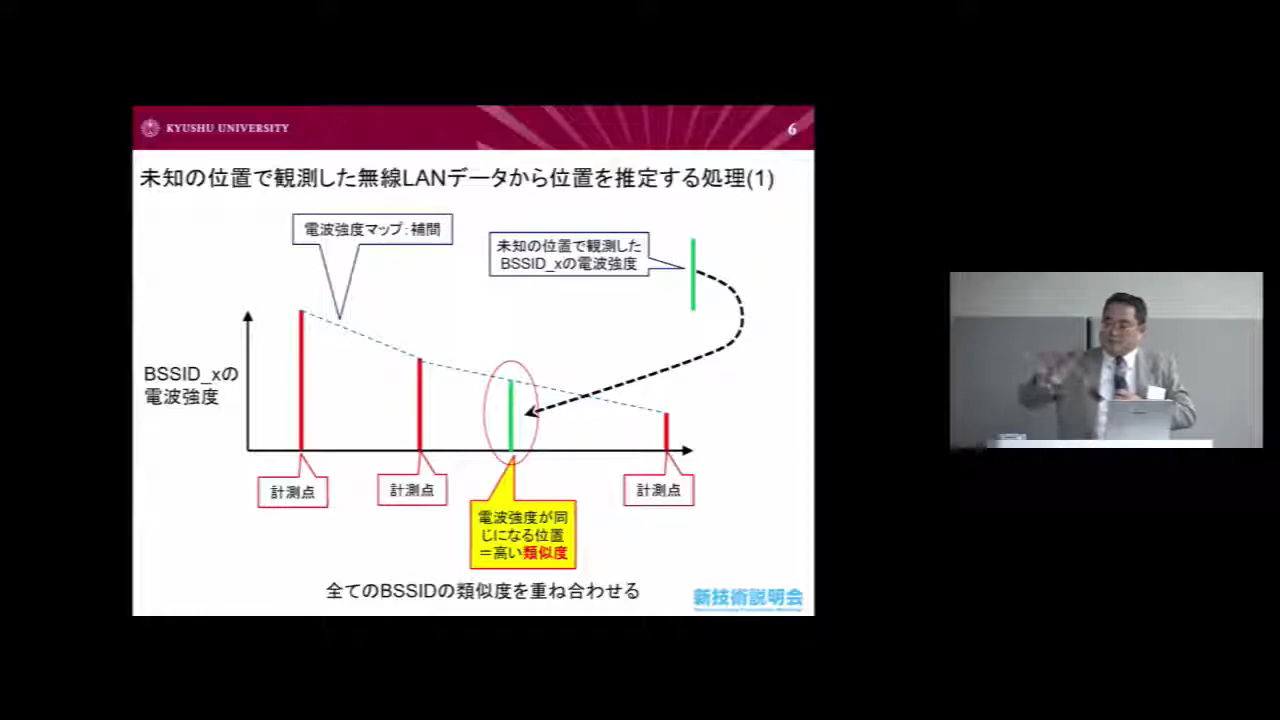 KYUSHU UNIVERSITY
6
未知の位置で観測した無線LANデータから位置を推定する処理(1)
電波強度マップ:補間
未知の位置で観測した
BSSID_xの電波強度
BSSID_xの
電波強度
計測点
計測点
計測点
電波強度が同
じになる位置
=高い類似度
全てのBSSIDの類似度を重ね合わせる
新技術説明会